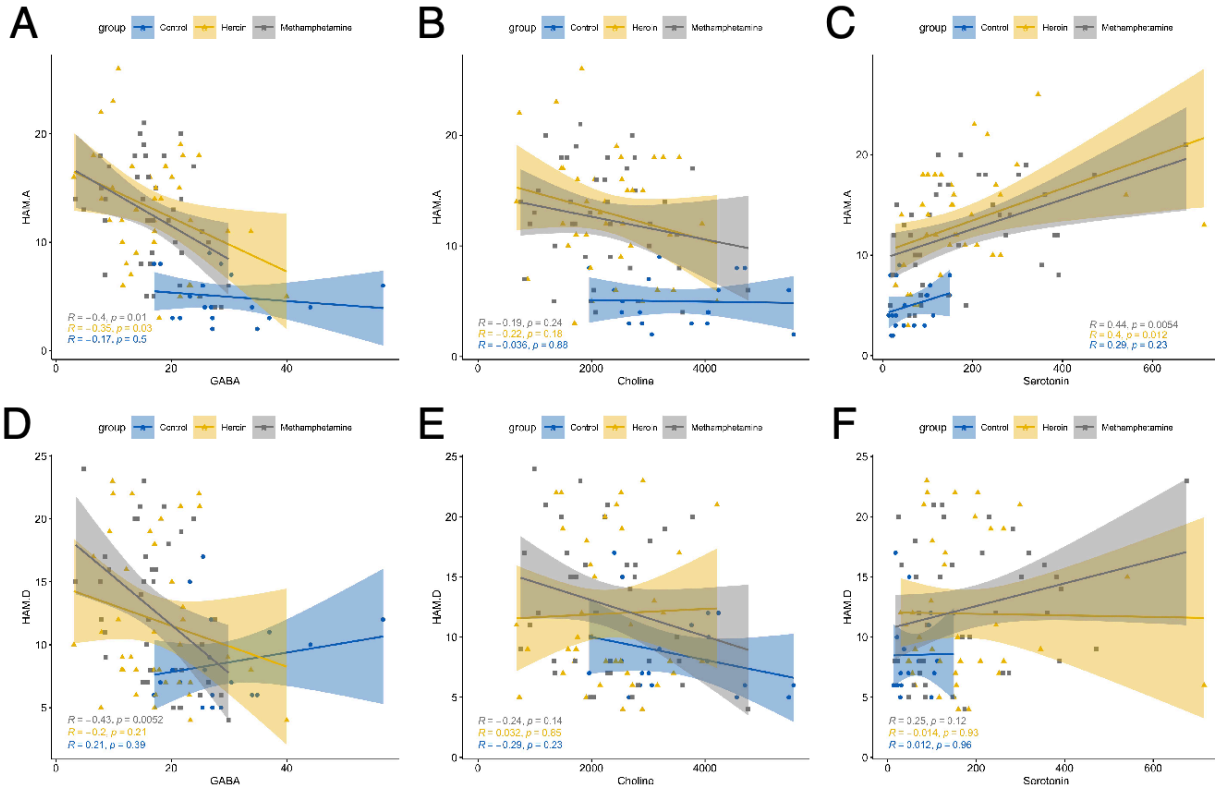 A
group Control Heroin Methamphetamine
HAM.A
20
10
0
R = −0.4, p = 0.01
R = −0.35, p = 0.03
R = −0.17, p = 0.5
0 20 40
GABA
B
group Control Heroin Methamphetamine
HAM.A
20
10
0
R = −0.19, p = 0.24
R = −0.22, p = 0.18
R = −0.036, p = 0.88
0 2000 4000
Choline
C
group Control Heroin Methamphetamine
HAM.A
20
10
0
R = 0.44, p = 0.0054
R = 0.4, p = 0.012
R = 0.29, p = 0.23
0 200 400 600
Serotonin
D
group Control Heroin Methamphetamine
HAM.D
25
20
15
10
5
R = −0.43, p = 0.0052
R = −0.2, p = 0.21
R = 0.21, p = 0.39
0 20 40
GABA
E
group Control Heroin Methamphetamine
HAM.D
25
20
15
10
5
0
R = −0.24, p = 0.14
R = 0.032, p = 0.85
R = −0.29, p = 0.23
0 2000 4000
Choline
F
group Control Heroin Methamphetamine
HAM.D
25
20
15
10
5
0
R = 0.25, p = 0.12
R = −0.014, p = 0.93
R = 0.012, p = 0.96
0 200 400 600
Serotonin